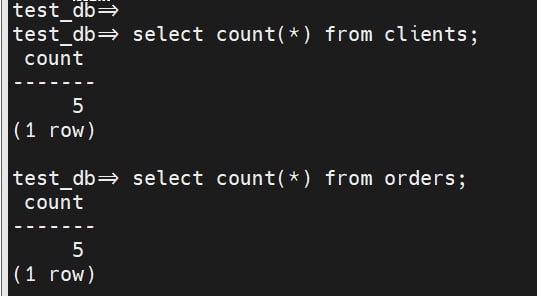 test_db=>
test_db=> select count(*) from clients;
 count
-------
     5
(1 row)

test_db=> select count(*) from orders;
 count
-------
     5
(1 row)